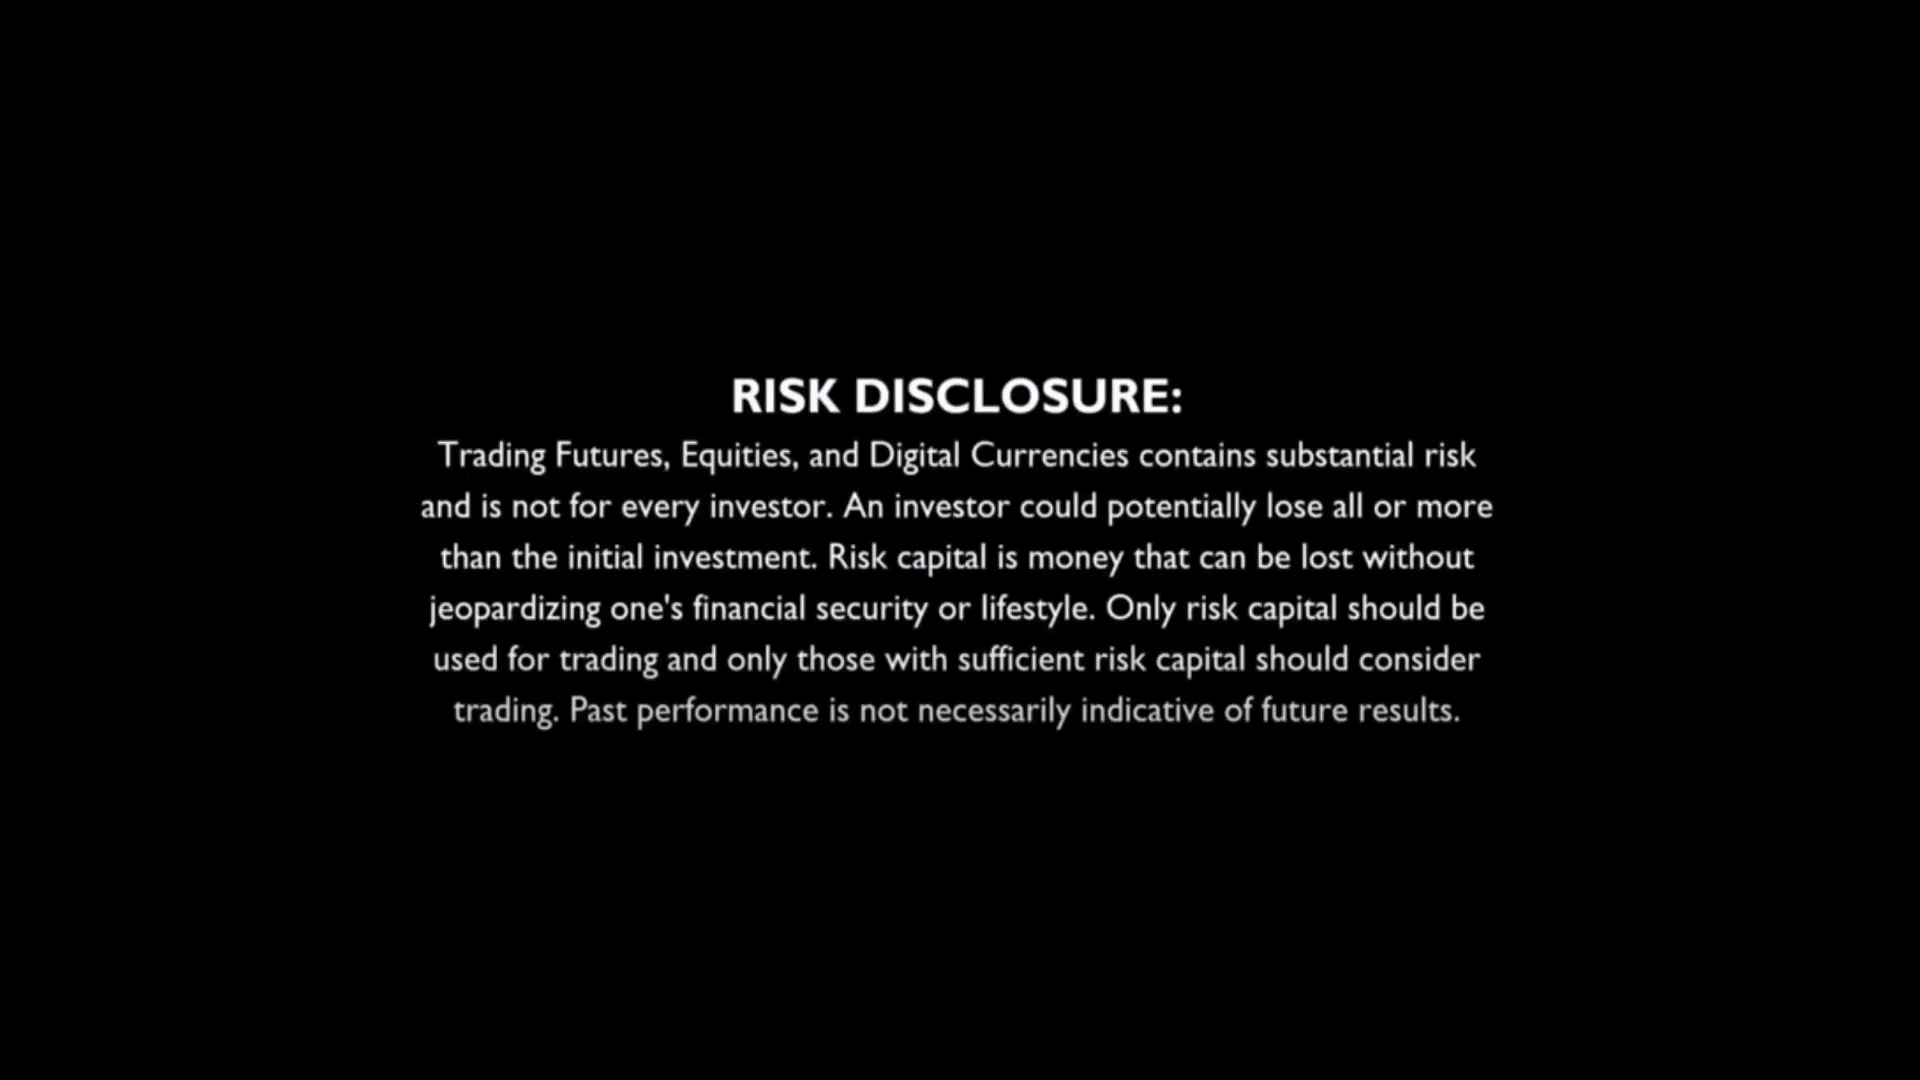 RISK DISCLOSURE:
Trading Futures, Equities, and Digital Currencies contains substantial risk
and is not for every investor. An investor could potentially lose all or more
than the initial investment. Risk capital is money that can be lost without
jeopardizing one's financial security or lifestyle. Only risk capital should be
used for trading and only those with sufficient risk capital should consider
trading. Past performance is not necessarily indicative of future results.